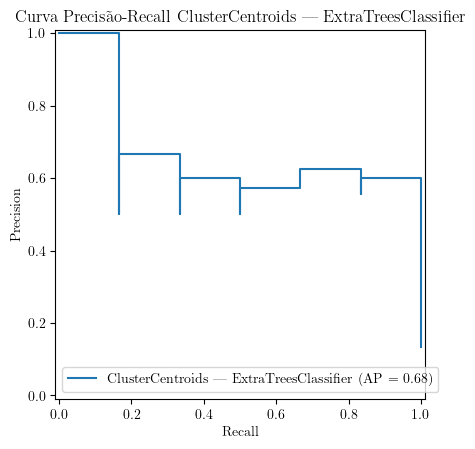 Curva Precisão-Recall ClusterCentroids — ExtraTreesClassifier
1.0
0.8
0.6
0.4
0.2
0.0
Precision
ClusterCentroids — ExtraTreesClassifier (AP = 0.68)
0.0 0.2 0.4 0.6 0.8 1.0
Recall